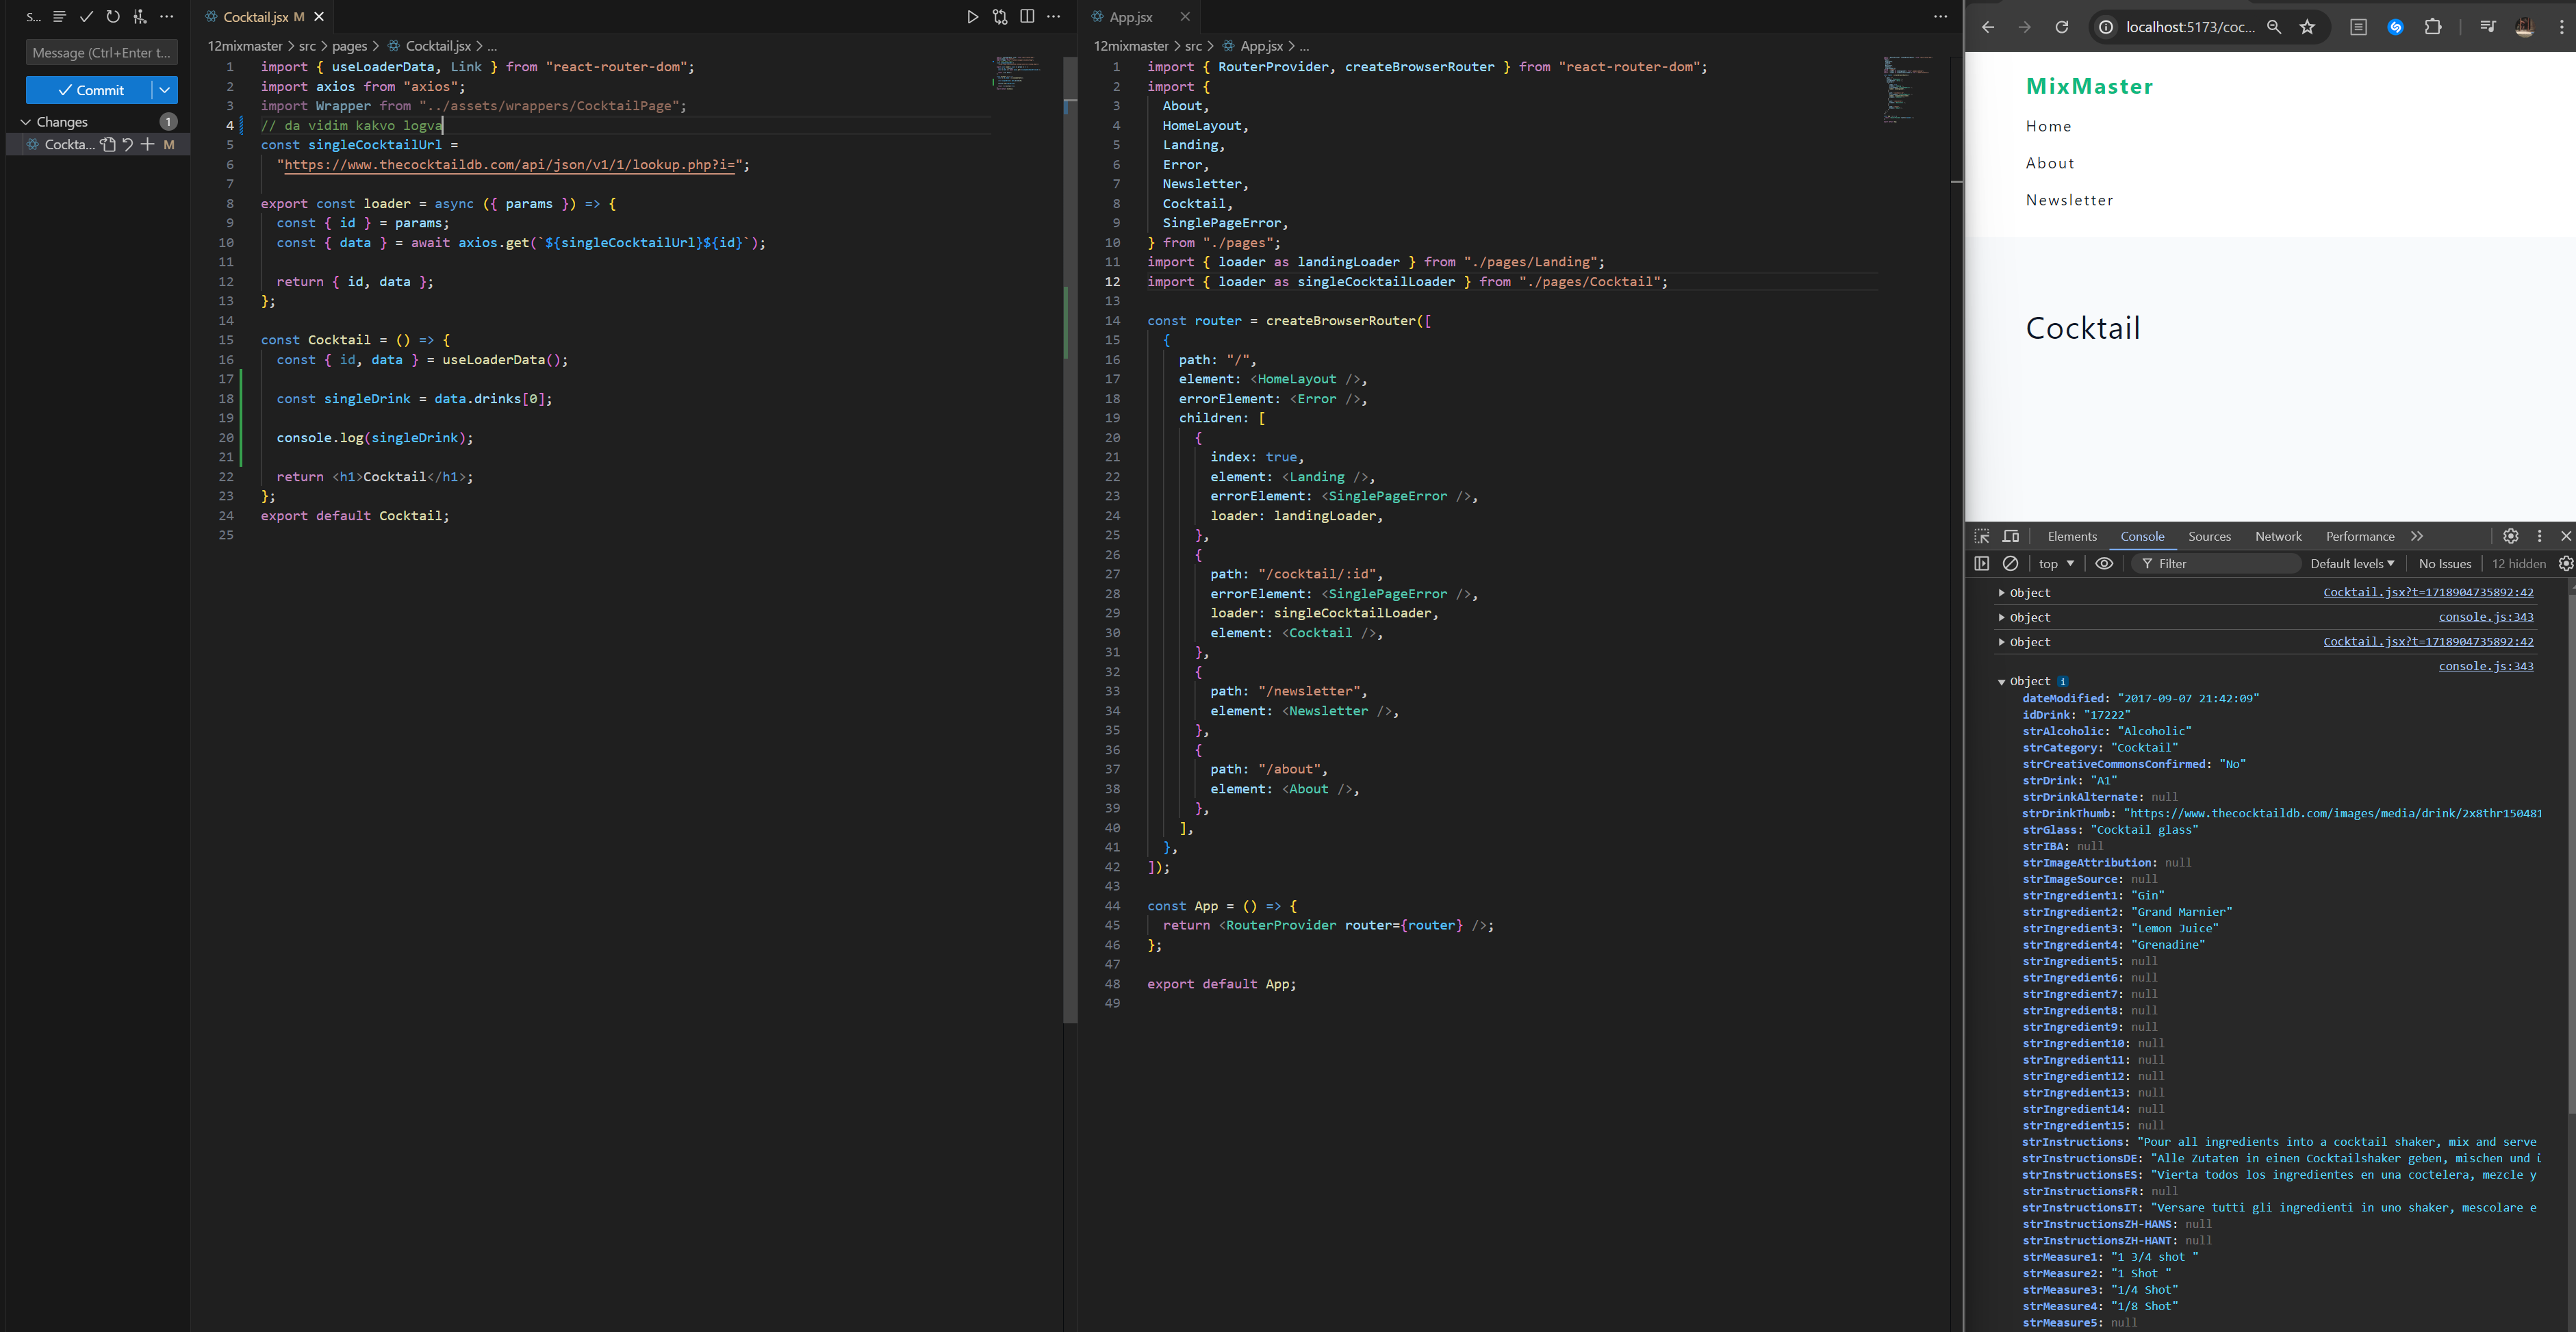 S...
Message (Ctrl+Enter t...
Commit
Changes 1
Cockta... M
Cocktail.jsx M
12mixmaster > src > pages > Cocktail.jsx > ...
1 import { useLoaderData, Link } from "react-router-dom";
2 import axios from "axios";
3 import Wrapper from "../assets/wrappers/CocktailPage";
4 // da vidim kakvo logva
5 const singleCocktailUrl =
6 "https://www.thecocktaildb.com/api/json/v1/1/lookup.php?i=";
7
8 export const loader = async ({ params }) => {
9 const { id } = params;
10 const { data } = await axios.get(`${singleCocktailUrl}${id}`);
11
12 return { id, data };
13 };
14
15 const Cocktail = () => {
16 const { id, data } = useLoaderData();
17
18 const singleDrink = data.drinks[0];
19
20 console.log(singleDrink);
21
22 return <h1>Cocktail</h1>;
23 };
24 export default Cocktail;
25
App.jsx
12mixmaster > src > App.jsx > ...
1 import { RouterProvider, createBrowserRouter } from "react-router-dom";
2 import {
3 About,
4 HomeLayout,
5 Landing,
6 Error,
7 Newsletter,
8 Cocktail,
9 SinglePageError,
10 } from "./pages";
11 import { loader as landingLoader } from "./pages/Landing";
12 import { loader as singleCocktailLoader } from "./pages/Cocktail";
13
14 const router = createBrowserRouter([
15 {
16 path: "/",
17 element: <HomeLayout />,
18 errorElement: <Error />,
19 children: [
20 {
21 index: true,
22 element: <Landing />,
23 errorElement: <SinglePageError />,
24 loader: landingLoader,
25 },
26 {
27 path: "/cocktail/:id",
28 errorElement: <SinglePageError />,
29 loader: singleCocktailLoader,
30 element: <Cocktail />,
31 },
32 {
33 path: "/newsletter",
34 element: <Newsletter />,
35 },
36 {
37 path: "/about",
38 element: <About />,
39 },
40 ],
41 },
42 ]);
43
44 const App = () => {
45 return <RouterProvider router={router} />;
46 };
47
48 export default App;
49
localhost:5173/coc...
MixMaster
Home
About
Newsletter
Cocktail
Elements Console Sources Network Performance
top Filter Default levels No Issues 12 hidden
Object Cocktail.jsx?t=1718904735892:42
Object console.js:343
Object Cocktail.jsx?t=1718904735892:42
console.js:343
Object i
dateModified: "2017-09-07 21:42:09"
idDrink: "17222"
strAlcoholic: "Alcoholic"
strCategory: "Cocktail"
strCreativeCommonsConfirmed: "No"
strDrink: "A1"
strDrinkAlternate: null
strDrinkThumb: "https://www.thecocktaildb.com/images/media/drink/2x8thr150481
strGlass: "Cocktail glass"
strIBA: null
strImageAttribution: null
strImageSource: null
strIngredient1: "Gin"
strIngredient2: "Grand Marnier"
strIngredient3: "Lemon Juice"
strIngredient4: "Grenadine"
strIngredient5: null
strIngredient6: null
strIngredient7: null
strIngredient8: null
strIngredient9: null
strIngredient10: null
strIngredient11: null
strIngredient12: null
strIngredient13: null
strIngredient14: null
strIngredient15: null
strInstructions: "Pour all ingredients into a cocktail shaker, mix and serve
strInstructionsDE: "Alle Zutaten in einen Cocktailshaker geben, mischen und ü
strInstructionsES: "Vierta todos los ingredientes en una coctelera, mezcle y
strInstructionsFR: null
strInstructionsIT: "Versare tutti gli ingredienti in uno shaker, mescolare e
strInstructionsZH-HANS: null
strInstructionsZH-HANT: null
strMeasure1: "1 3/4 shot "
strMeasure2: "1 Shot "
strMeasure3: "1/4 Shot"
strMeasure4: "1/8 Shot"
strMeasure5: null